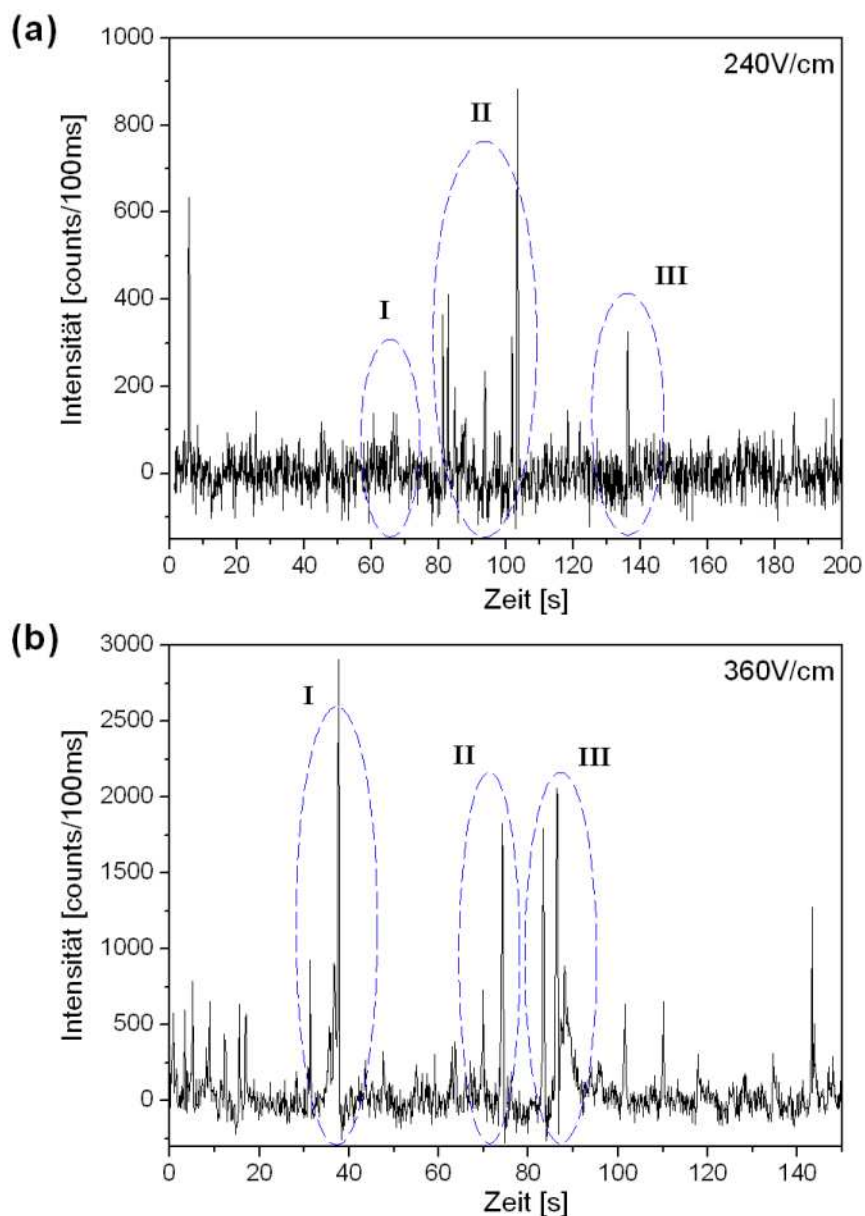 (a)
1000
240V/cm
II
800
600
400
III
I
200
0
Intensität [counts/100ms]
0 20 40 60 80 100 120 140 160 180 200
Zeit [s]
(b)
3000
360V/cm
I
2500
II
III
2000
1500
1000
500
0
Intensität [counts/100ms]
0 20 40 60 80 100 120 140
Zeit [s]